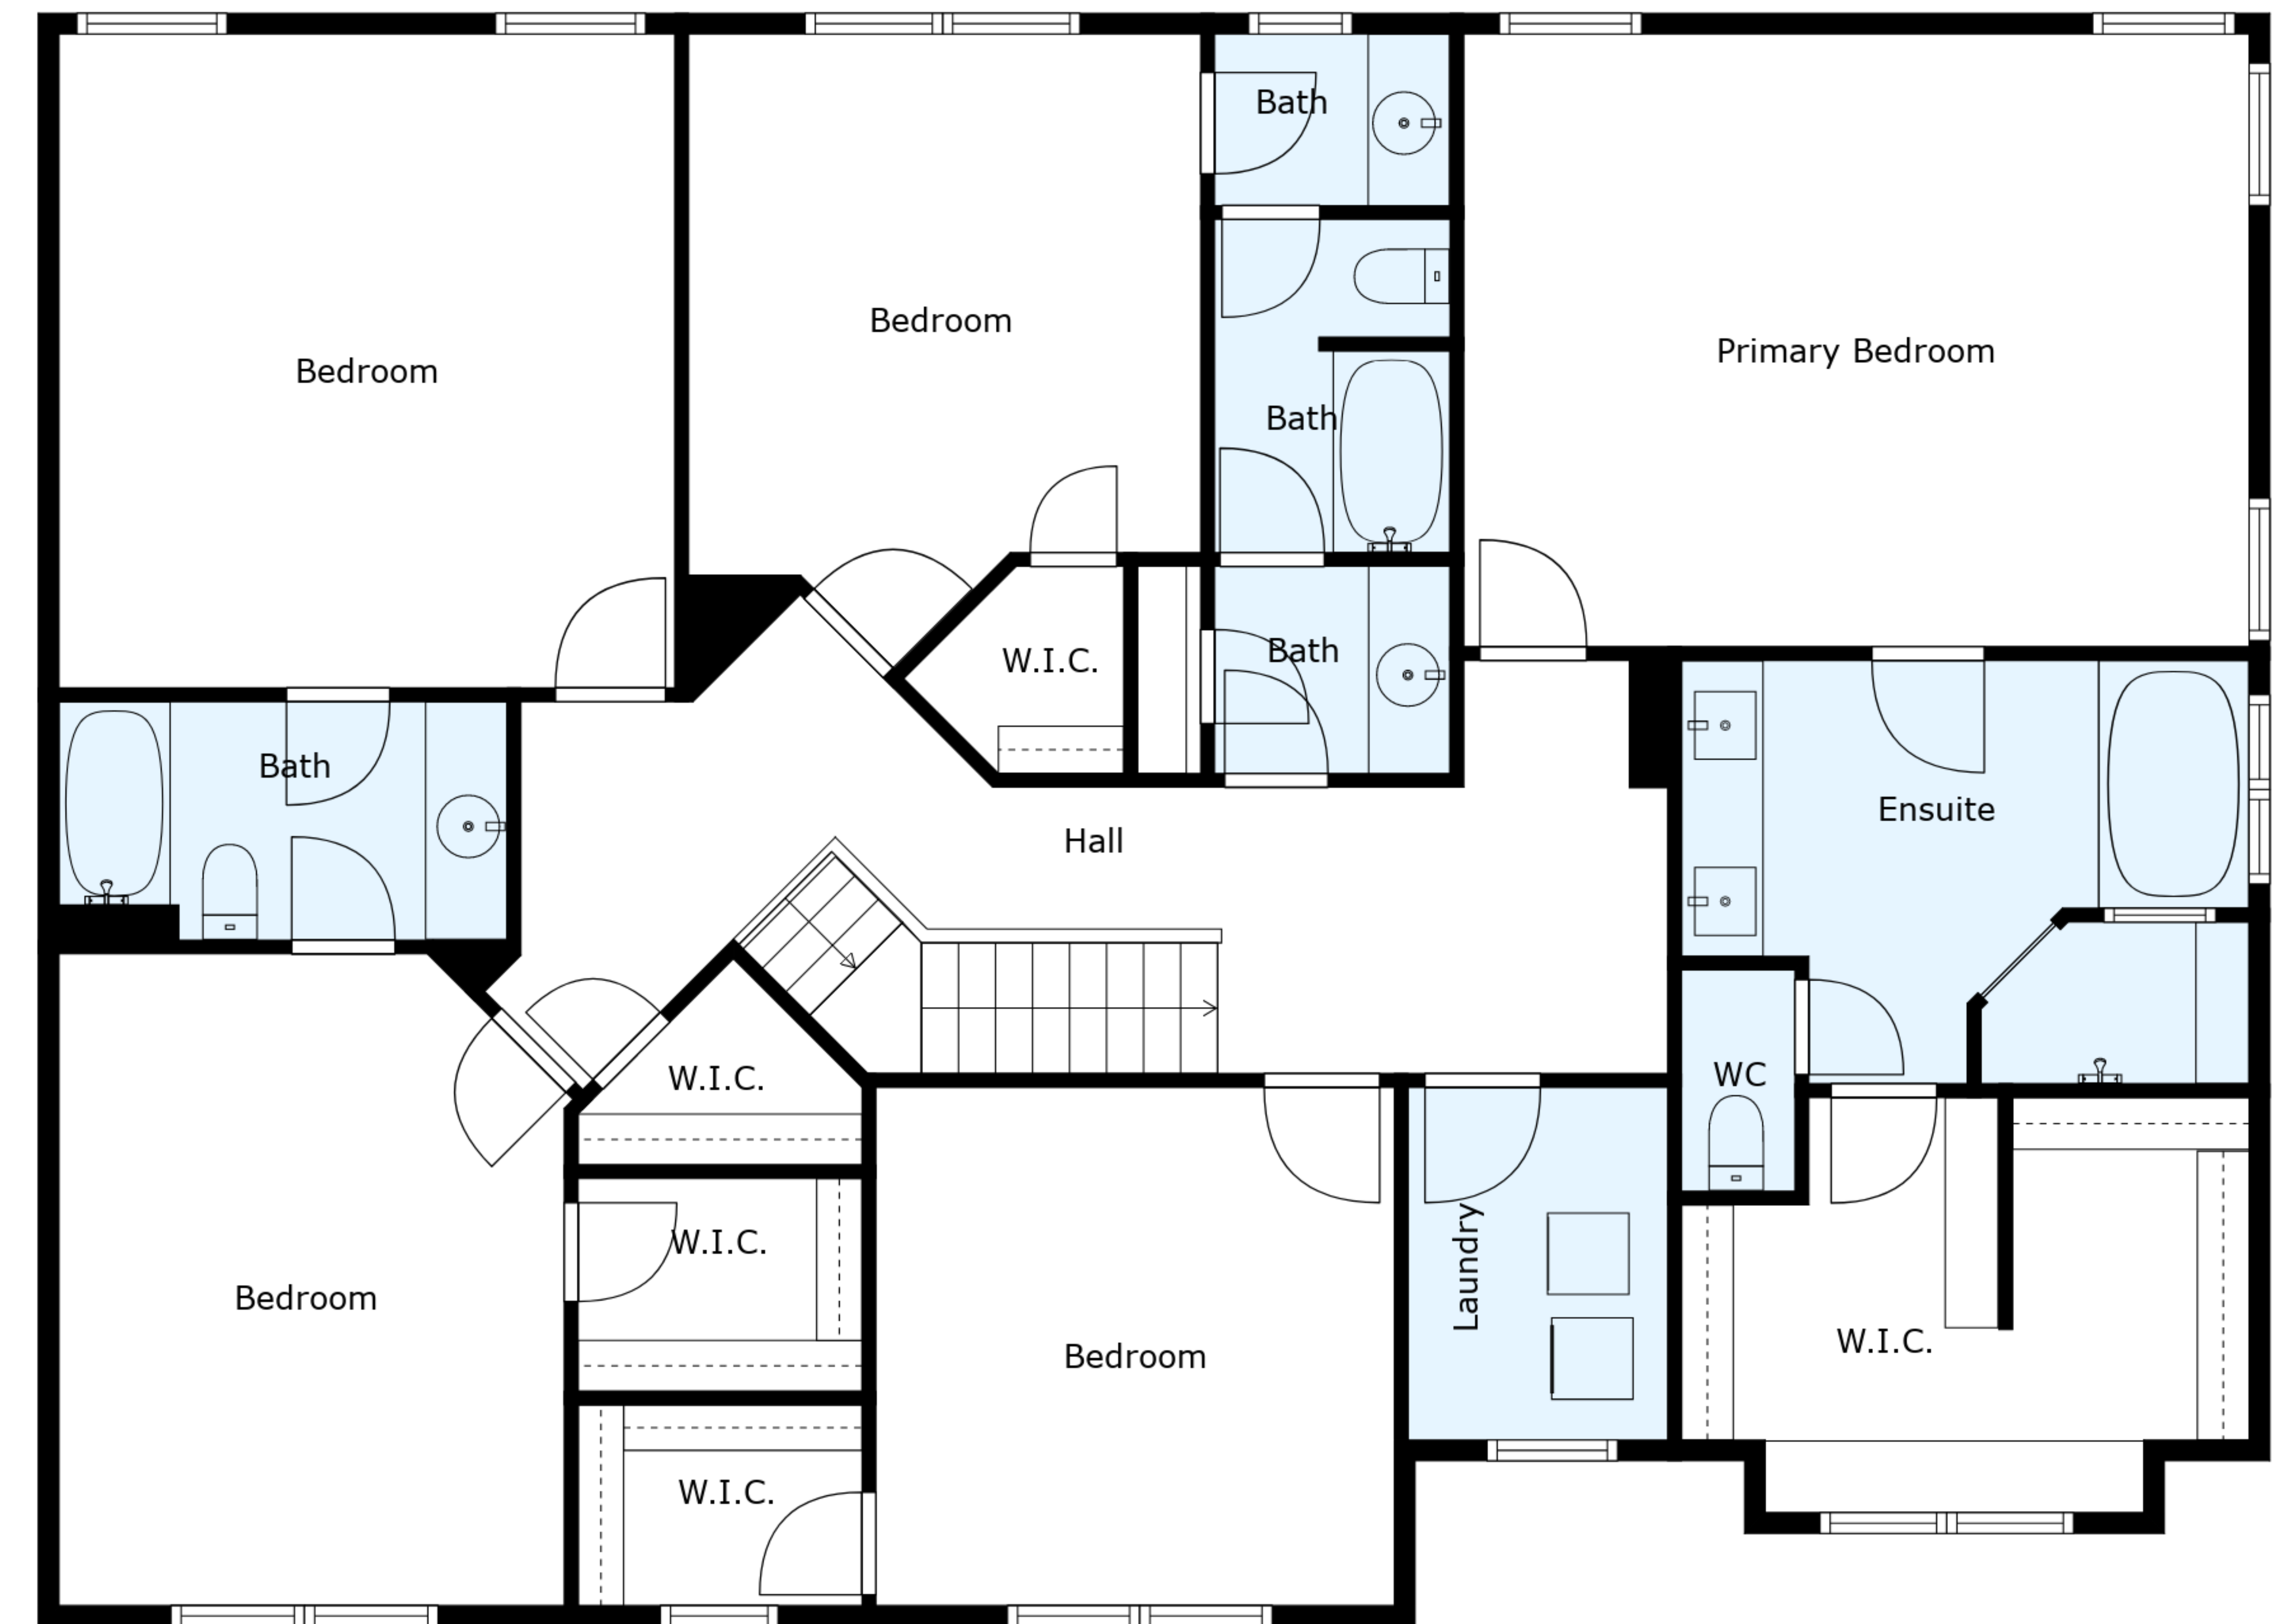 Bath
Bedroom
Primary Bedroom
Bedroom
Bath
Bath
W.I.C.
Bath
Ensuite
Hall
WC
W.I.C.
W.I.C.
Laundry
Bedroom
W.I.C.
Bedroom
W.I.C.